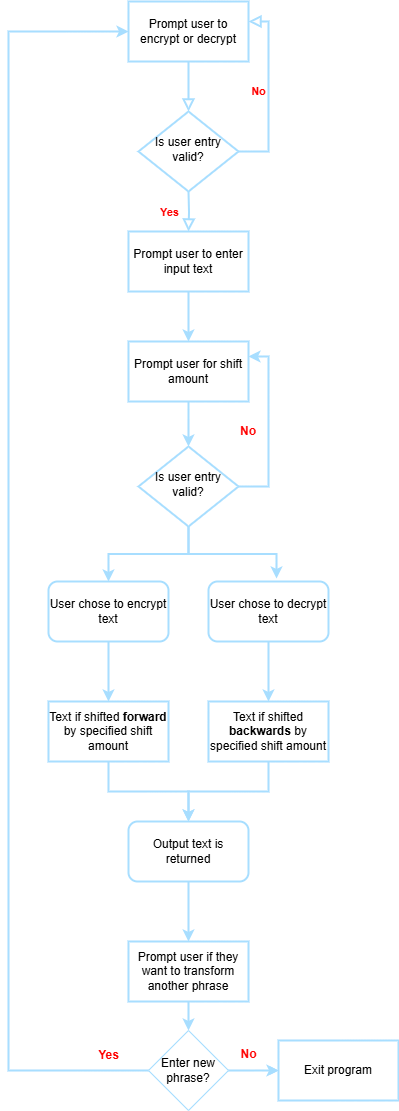 Prompt user to
encrypt or decrypt
No
Is user entry
valid?
Yes
Prompt user to enter
input text
Prompt user for shift
amount
No
Is user entry
valid?
User chose to encrypt
text
User chose to decrypt
text
Text if shifted forward
by specified shift
amount
Text if shifted
backwards by
specified shift amount
Output text is
returned
Prompt user if they
want to transform
another phrase
Yes
Enter new
phrase?
No
Exit program